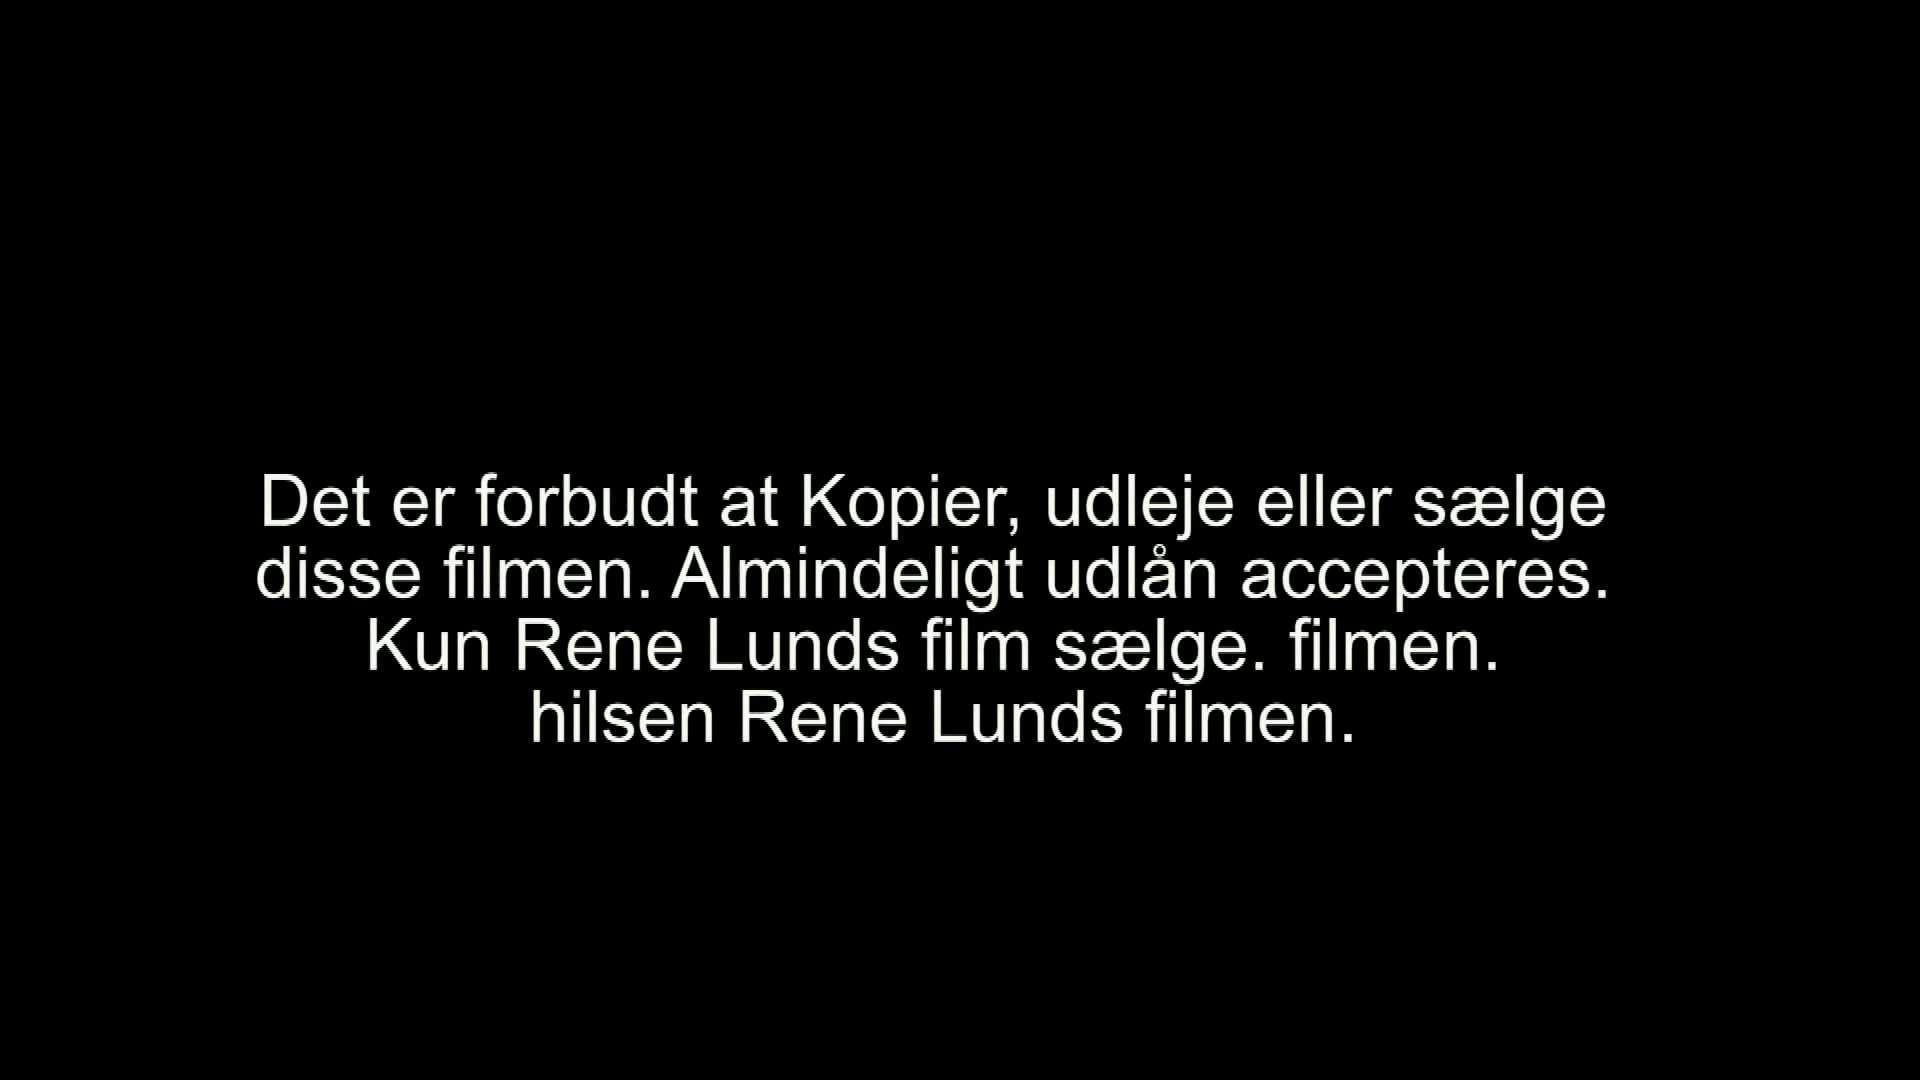 Det er forbudt at Kopier, udleje eller sælge
disse filmen. Almindeligt udlån accepteres.
Kun Rene Lunds film sælge. filmen.
hilsen Rene Lunds filmen.